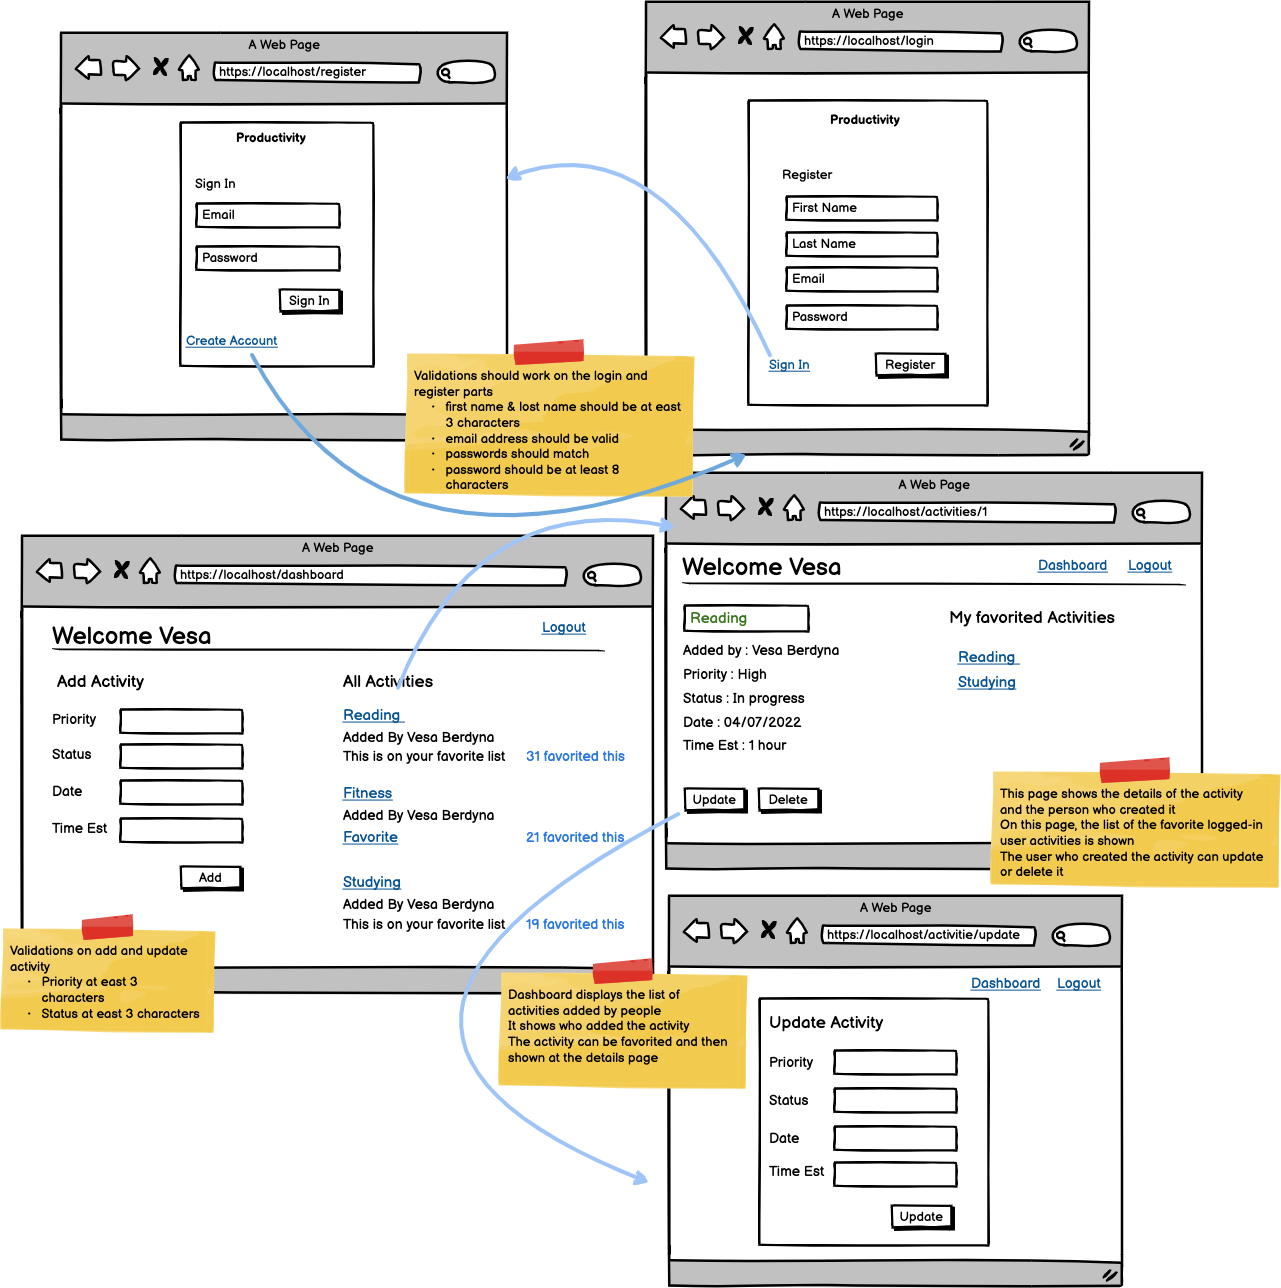 A Web Page
https://localhost/register
Productivity
Sign In
Email
Password
Sign In
Create Account
A Web Page
https://localhost/login
Productivity
Register
First Name
Last Name
Email
Password
Sign In
Register
Validations should work on the login and
register parts
· first name & lost name should be at east
3 characters
· email address should be valid
· passwords should match
· password should be at least 8
characters
A Web Page
https://localhost/dashboard
Welcome Vesa
Logout
Add Activity
Priority
Status
Date
Time Est
Add
All Activities
Reading
Added By Vesa Berdyna
This is on your favorite list 31 favorited this
Fitness
Added By Vesa Berdyna
Favorite 21 favorited this
Studying
Added By Vesa Berdyna
This is on your favorite list 19 favorited this
Validations on add and update
activity
· Priority at east 3
characters
· Status at east 3 characters
Dashboard displays the list of
activities added by people
It shows who added the activity
The activity can be favorited and then
shown at the details page
A Web Page
https://localhost/activities/1
Welcome Vesa
Dashboard Logout
Reading
Added by : Vesa Berdyna
Priority : High
Status : In progress
Date : 04/07/2022
Time Est : 1 hour
Update Delete
My favorited Activities
Reading
Studying
This page shows the details of the activity
and the person who created it
On this page, the list of the favorite logged-in
user activities is shown
The user who created the activity can update
or delete it
A Web Page
https://localhost/activitie/update
Dashboard Logout
Update Activity
Priority
Status
Date
Time Est
Update